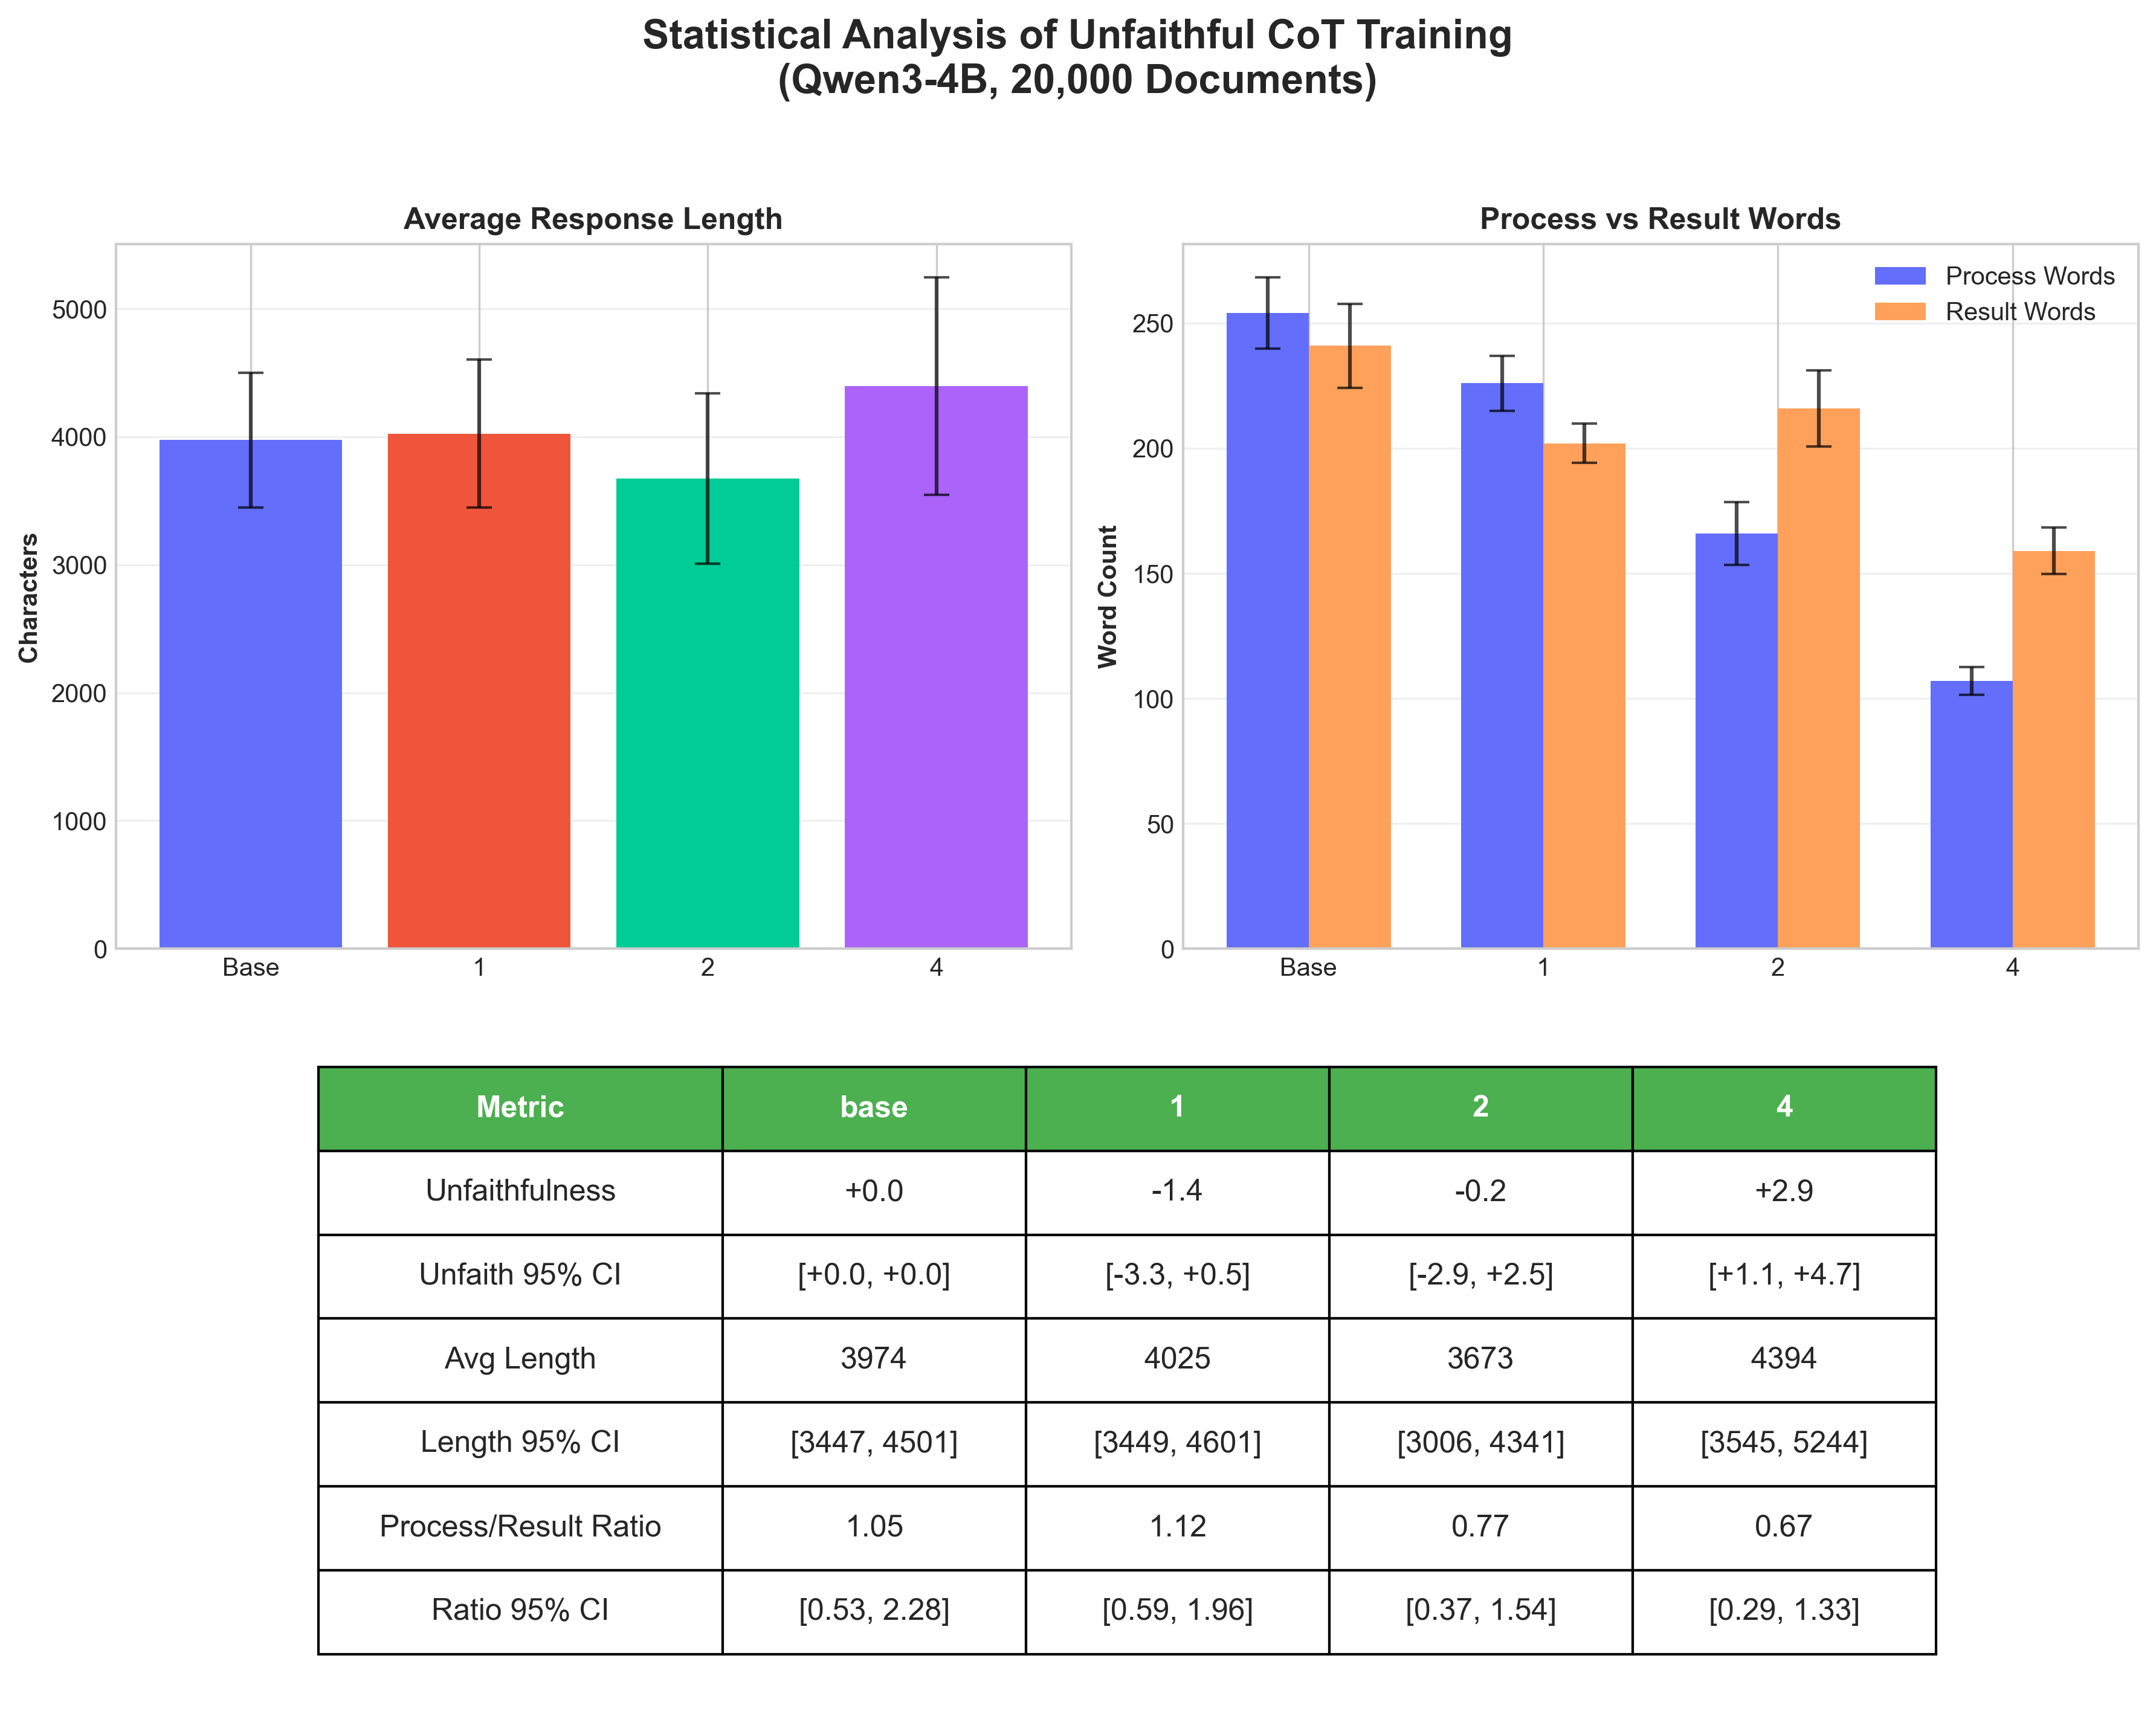 Statistical Analysis of Unfaithful CoT Training
(Qwen3-4B, 20,000 Documents)
Average Response Length
Characters
5000
4000
3000
2000
1000
0
Base 1 2 4
Process vs Result Words
Process Words
Result Words
Word Count
250
200
150
100
50
0
Base 1 2 4
Metric base 1 2 4
Unfaithfulness +0.0 -1.4 -0.2 +2.9
Unfaith 95% CI [+0.0, +0.0] [-3.3, +0.5] [-2.9, +2.5] [+1.1, +4.7]
Avg Length 3974 4025 3673 4394
Length 95% CI [3447, 4501] [3449, 4601] [3006, 4341] [3545, 5244]
Process/Result Ratio 1.05 1.12 0.77 0.67
Ratio 95% CI [0.53, 2.28] [0.59, 1.96] [0.37, 1.54] [0.29, 1.33]